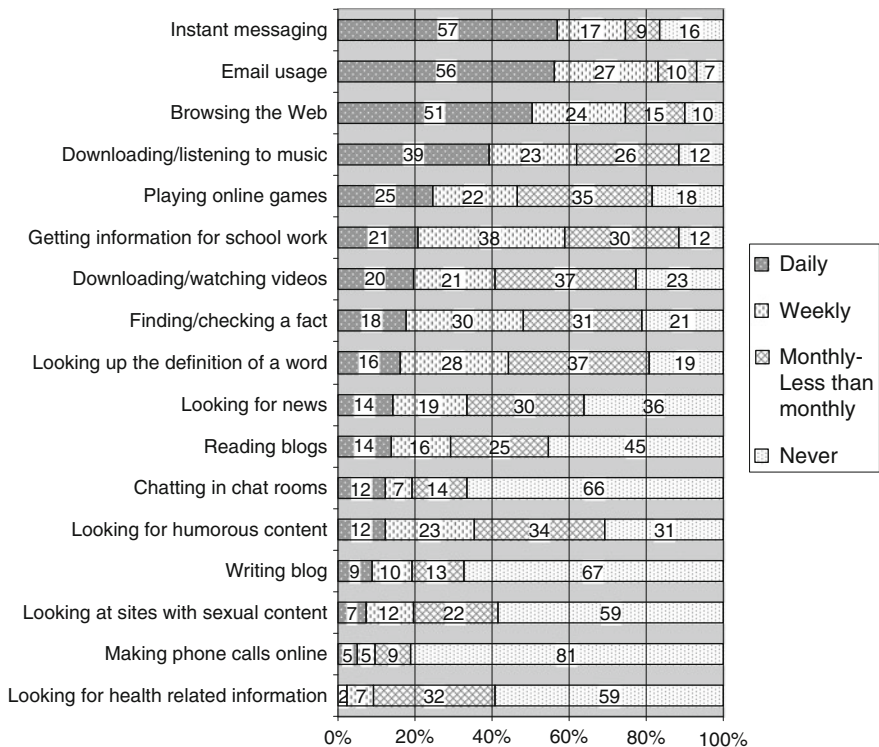 Instant messaging 57 17 9 16
Email usage 56 27 10 7
Browsing the Web 51 24 15 10
Downloading/listening to music 39 23 26 12
Playing online games 25 22 35 18
Getting information for school work 21 38 30 12
Downloading/watching videos 20 21 37 23
Finding/checking a fact 18 30 31 21
Looking up the definition of a word 16 28 37 19
Looking for news 14 19 30 36
Reading blogs 14 16 25 45
Chatting in chat rooms 12 7 14 66
Looking for humorous content 12 23 34 31
Writing blog 9 10 13 67
Looking at sites with sexual content 7 12 22 59
Making phone calls online 5 5 9 81
Looking for health related information 2 7 32 59
0% 20% 40% 60% 80% 100%
Daily
Weekly
Monthly-
Less than
monthly
Never